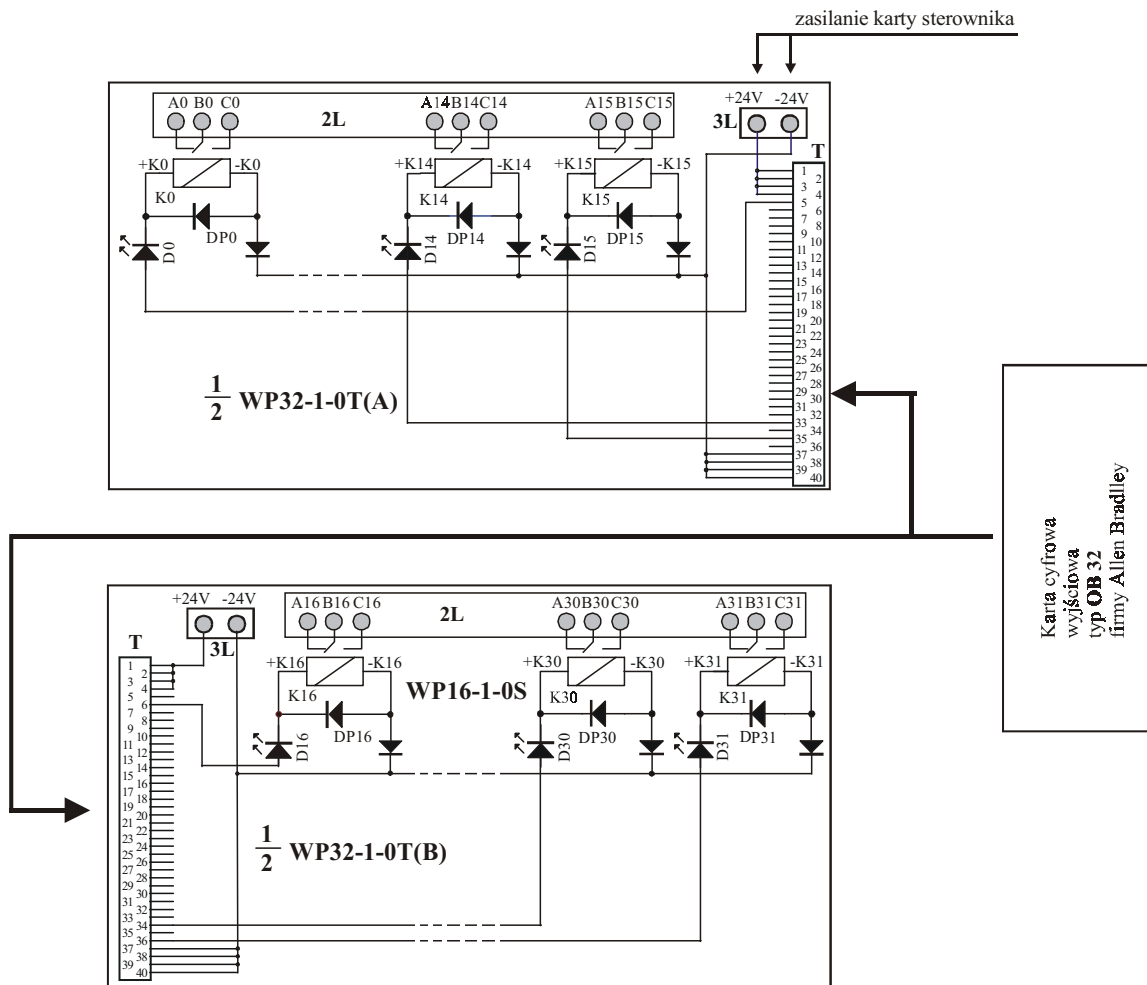 zasilanie karty sterownika
+24V -24V
3L
T
A0 B0 C0
A14 B14 C14
A15 B15 C15
2L
+K0 -K0
K0
DP0
D0
+K14 -K14
K14
DP14
D14
+K15 -K15
K15
DP15
D15
1
2
3
4
5
6
7
8
9
10
11
12
13
14
15
16
17
18
19
20
21
22
23
24
25
26
27
28
29
30
31
32
33
34
35
36
37
38
39
40
1/2 WP32-1-0T(A)
Karta cyfrowa
wyjściowa
typ OB 32
firmy Allen Bradlley
+24V -24V
3L
T
A16 B16 C16
A30 B30 C30
A31 B31 C31
2L
+K16 -K16
K16
DP16
D16
WP16-1-0S
+K30 -K30
K30
DP30
D30
+K31 -K31
K31
DP31
D31
1
2
3
4
5
6
7
8
9
10
11
12
13
14
15
16
17
18
19
20
21
22
23
24
25
26
27
28
29
30
31
32
33
34
35
36
37
38
39
40
1/2 WP32-1-0T(B)